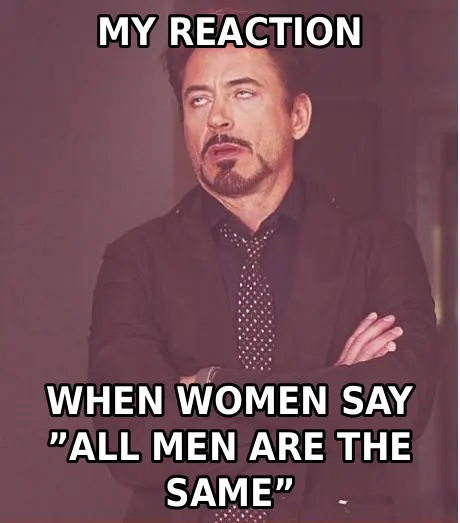 MY REACTION
WHEN WOMEN SAY
”ALL MEN ARE THE
SAME”